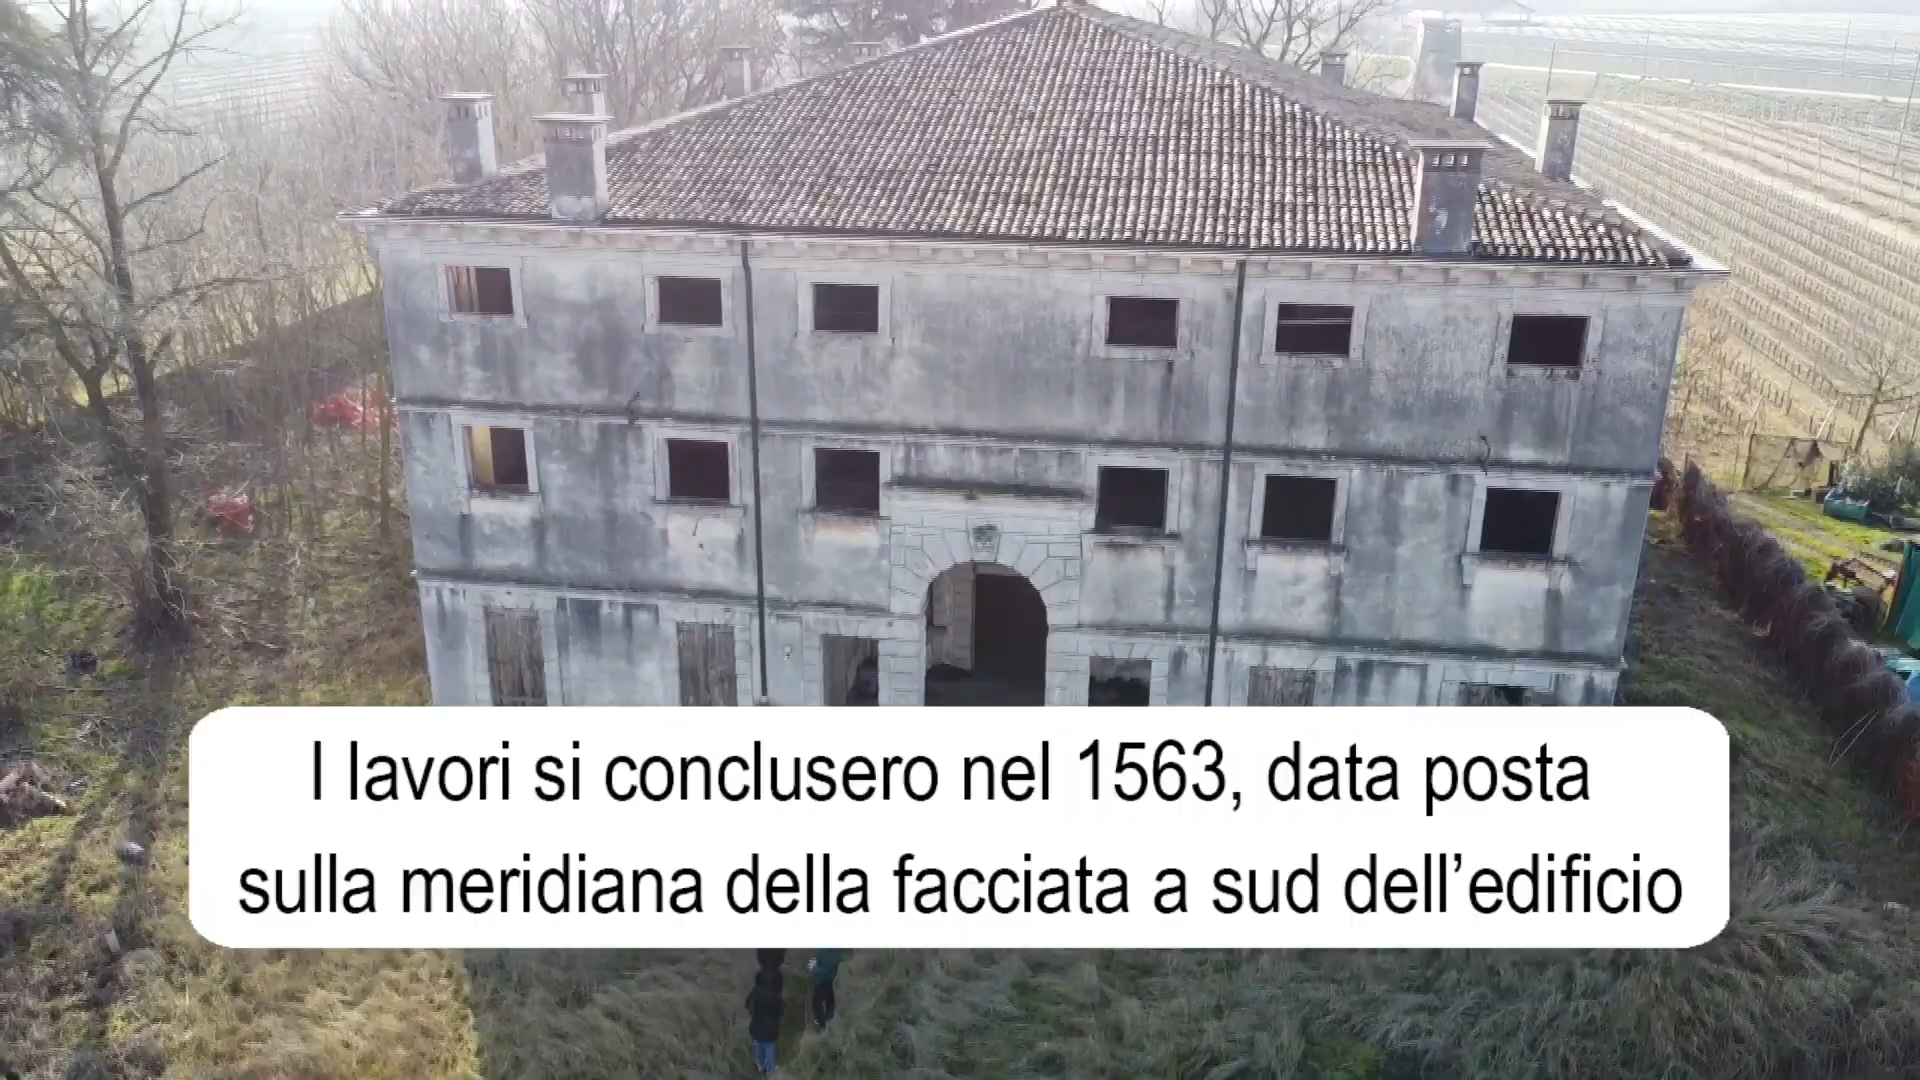 I lavori si conclusero nel 1563, data posta
sulla meridiana della facciata a sud dell’edificio